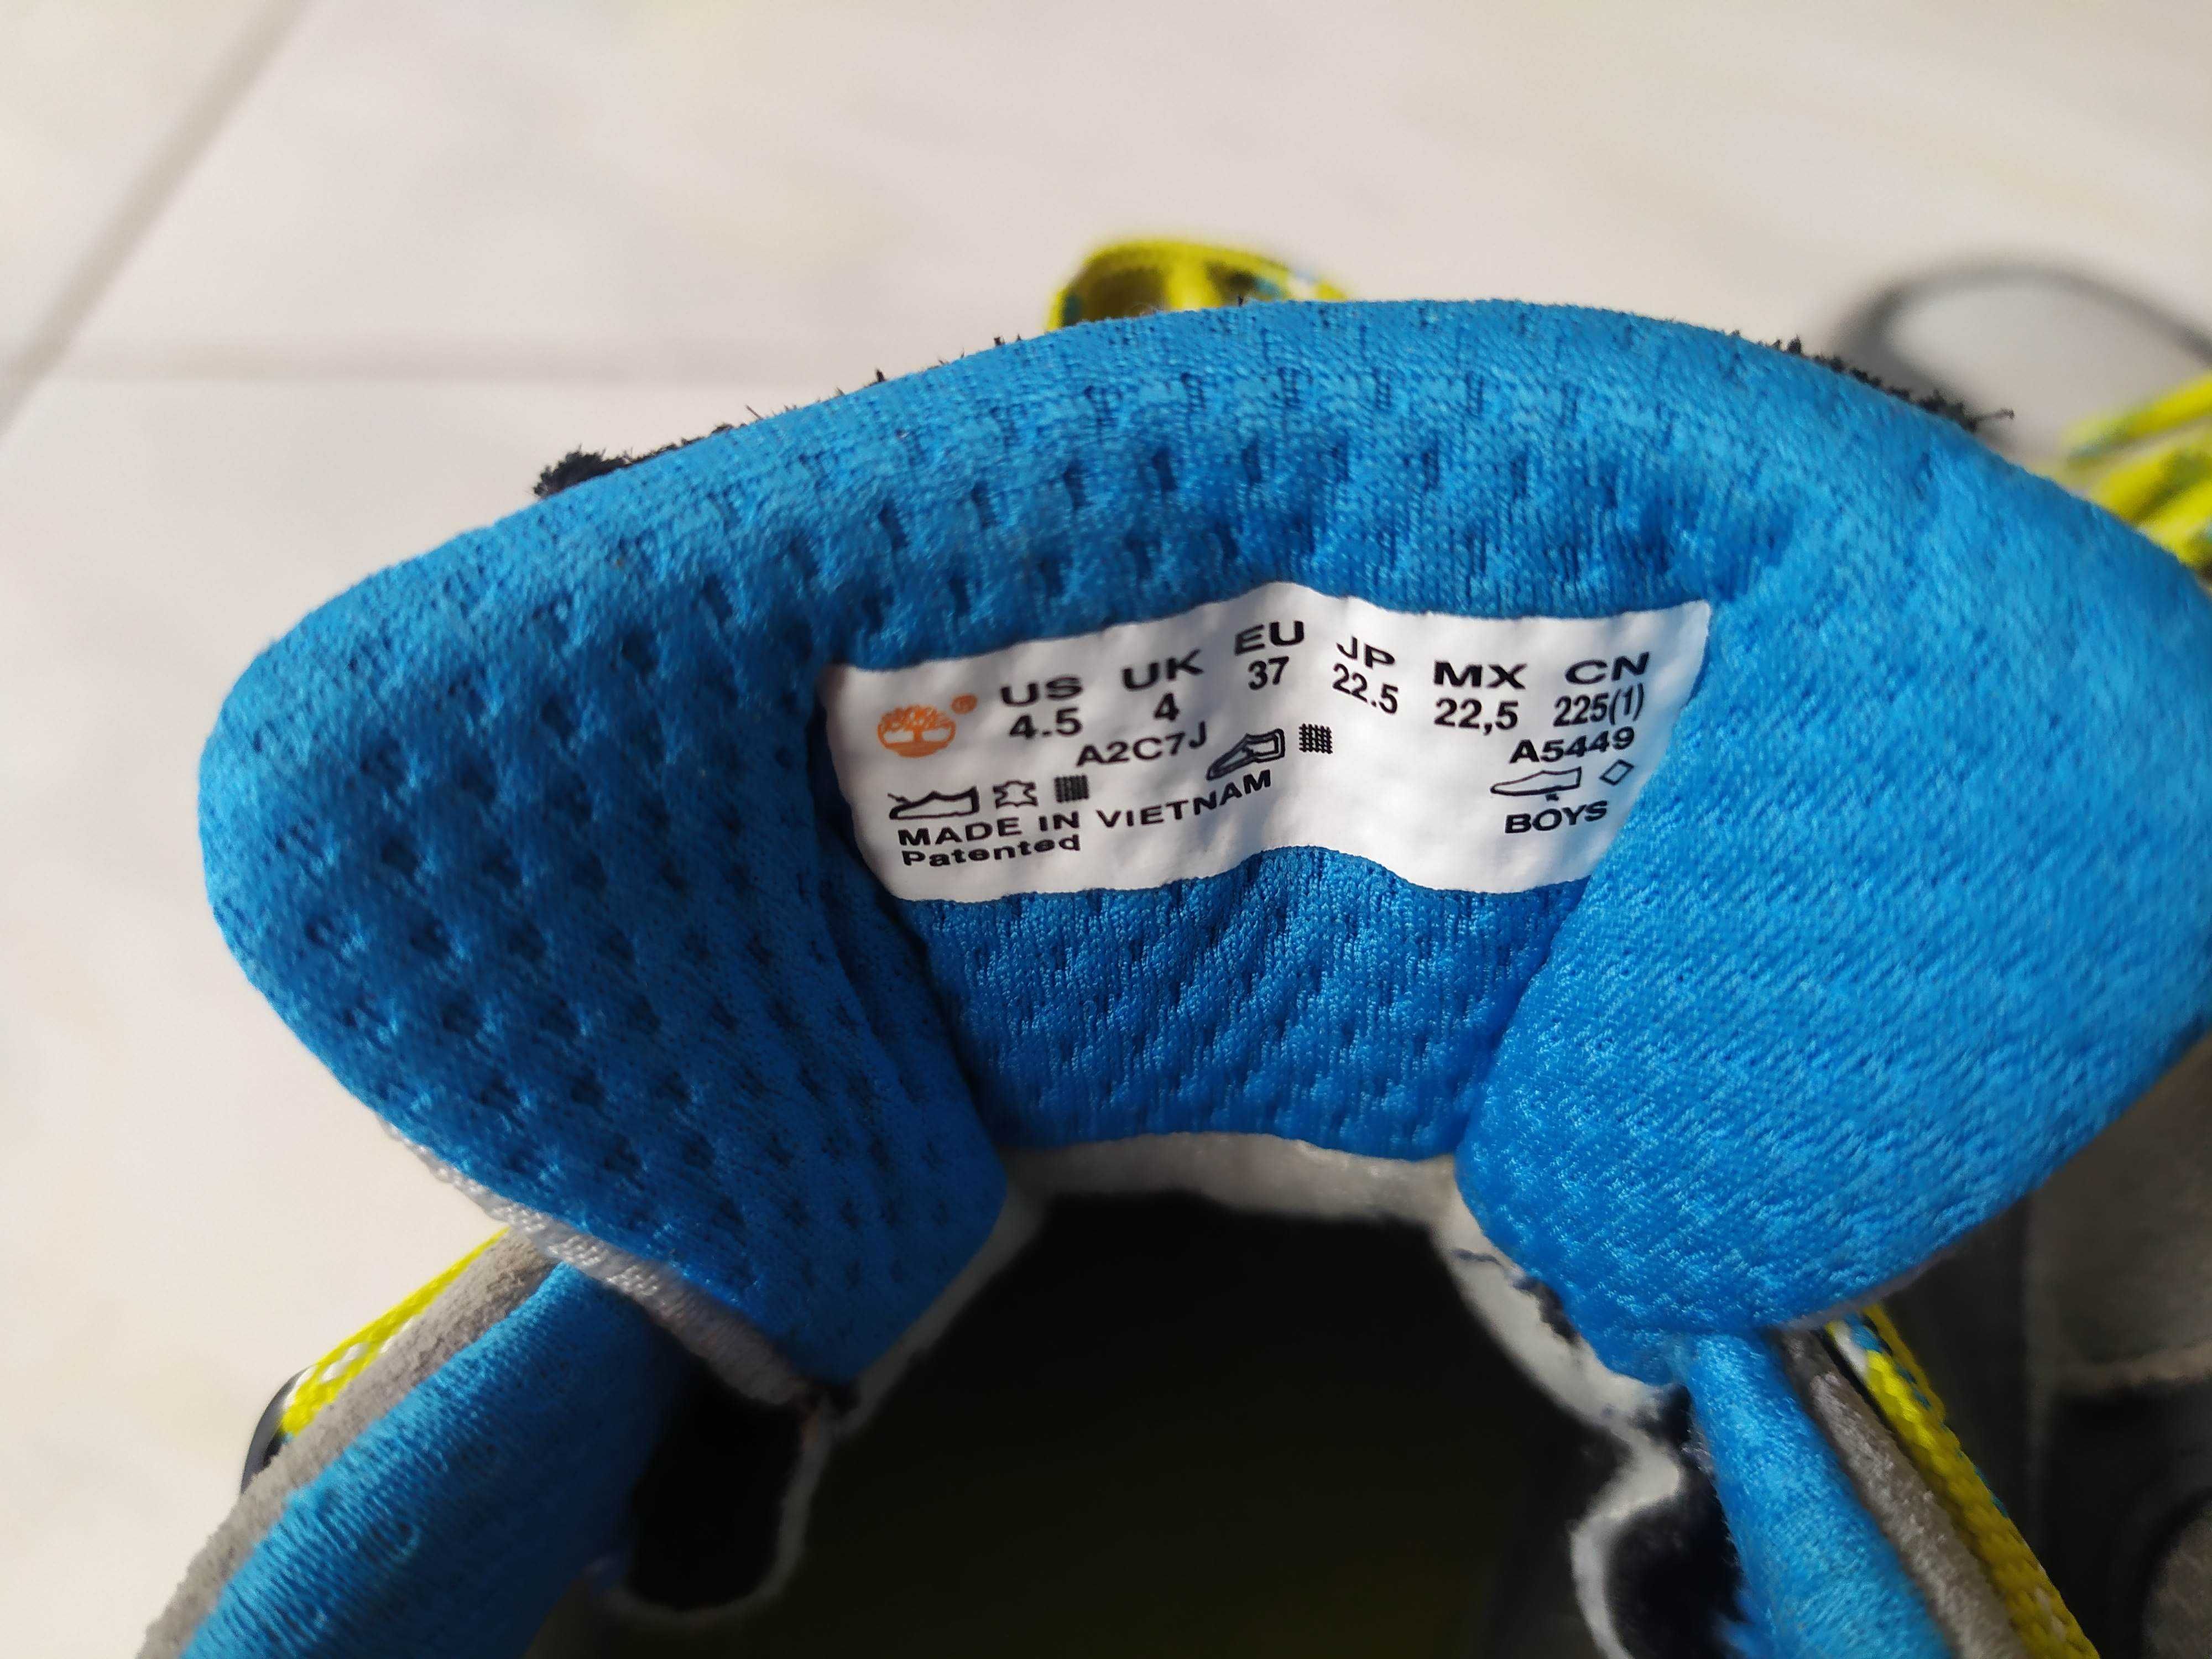 ® US UK EU JP MX CN
4.5 4 37 22.5 22,5 225(1)
A2C7J A5449
MADE IN VIETNAM BOYS
Patented